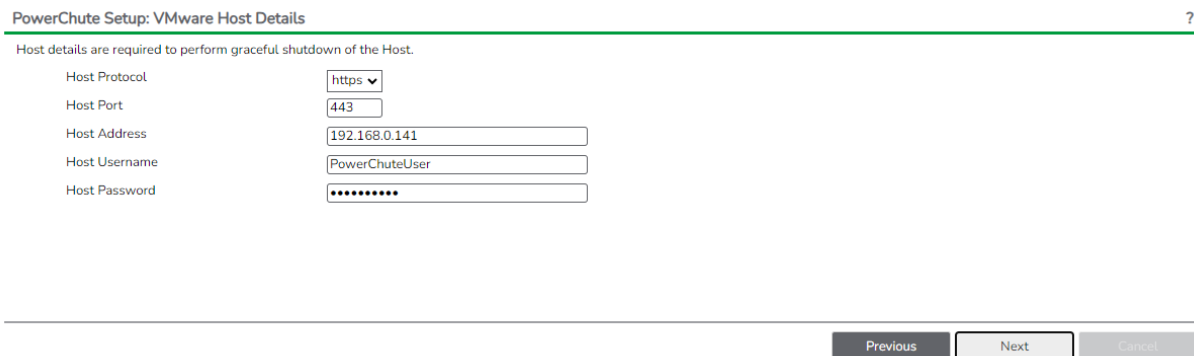 PowerChute Setup: VMware Host Details ?
Host details are required to perform graceful shutdown of the Host.
Host Protocol https
Host Port 443
Host Address 192.168.0.141
Host Username PowerChuteUser
Host Password ••••••••••
Previous Next Cancel